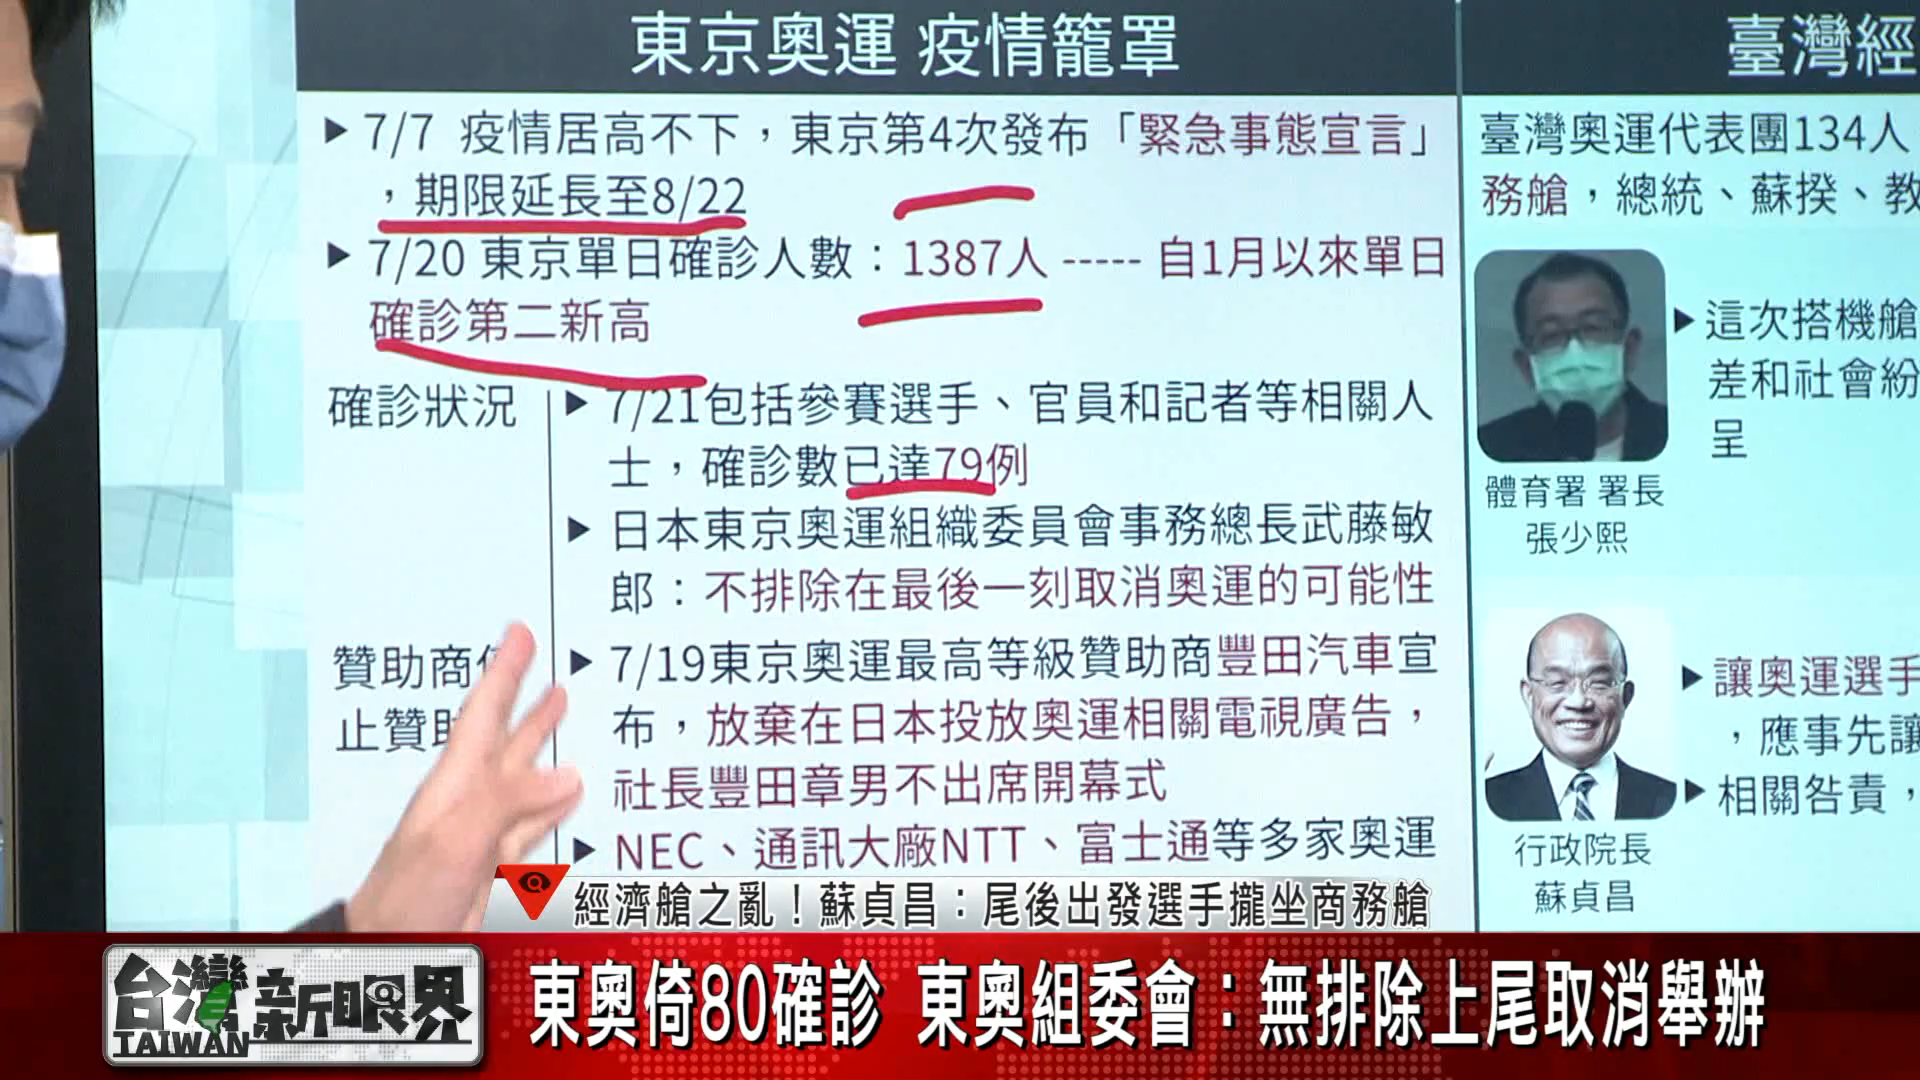 東京奧運 疫情籠罩
▶ 7/7 疫情居高不下，東京第4次發布「緊急事態宣言」
，期限延長至8/22
▶ 7/20 東京單日確診人數：1387人 ----- 自1月以來單日
確診第二新高
確診狀況
▶ 7/21包括參賽選手、官員和記者等相關人
士，確診數已達79例
▶ 日本東京奧運組織委員會事務總長武藤敏
郎：不排除在最後一刻取消奧運的可能性
贊助商
止贊助
▶ 7/19東京奧運最高等級贊助商豐田汽車宣
布，放棄在日本投放奧運相關電視廣告，
社長豐田章男不出席開幕式
▶ NEC、通訊大廠NTT、富士通等多家奧運
臺灣經
臺灣奧運代表團134人
務艙，總統、蘇揆、教
▶ 這次搭機艙
差和社會紛
呈
體育署 署長
張少熙
▶ 讓奧運選手
，應事先讓
▶ 相關咎責，
行政院長
蘇貞昌
經濟艙之亂！蘇貞昌：尾後出發選手攏坐商務艙
台灣新眼界
TAIWAN
東奧倚80確診 東奧組委會：無排除上尾取消舉辦